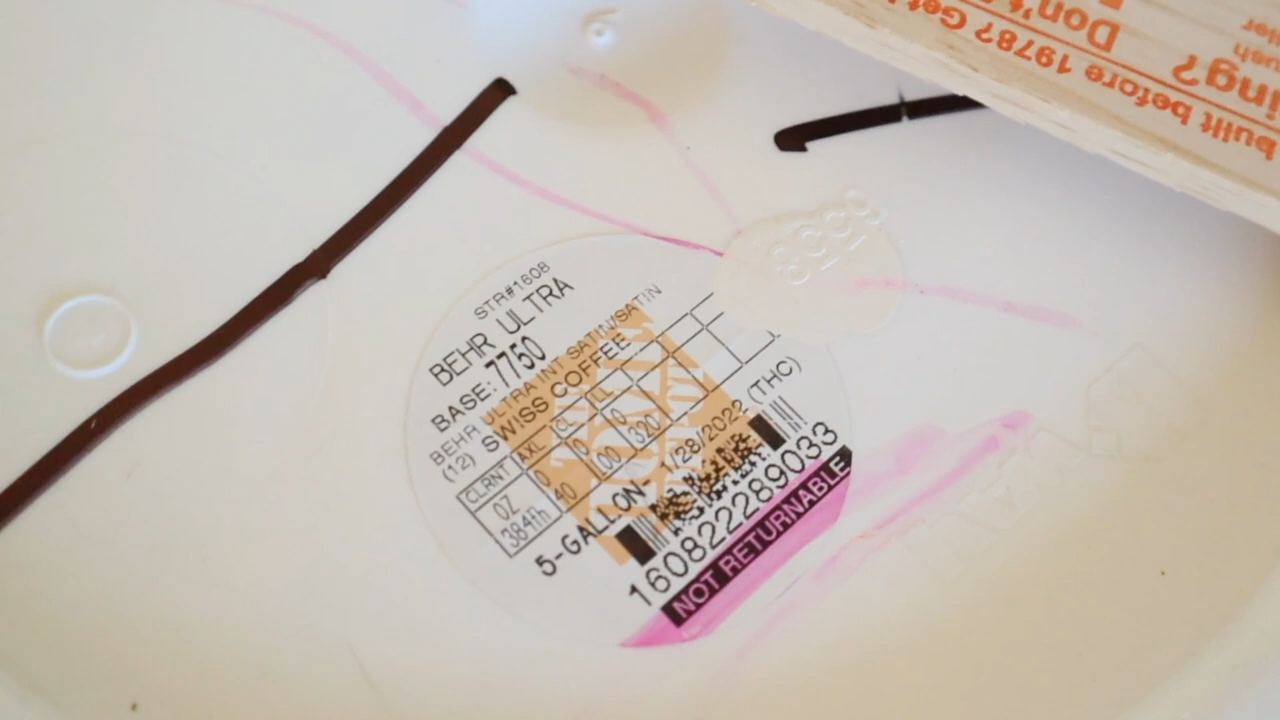 STR#1608
BEHR ULTRA
BASE: 7750
BEHR ULTRA INT SATIN/SATIN
(12) SWISS COFFEE
CLRNT AXL CL IL
OZ 0 0 0
384th 40 100 320
5-GALLON- 1/28/2022 (THC)
160822289033
NOT RETURNABLE
built before 1978? Get
Don't
ing?